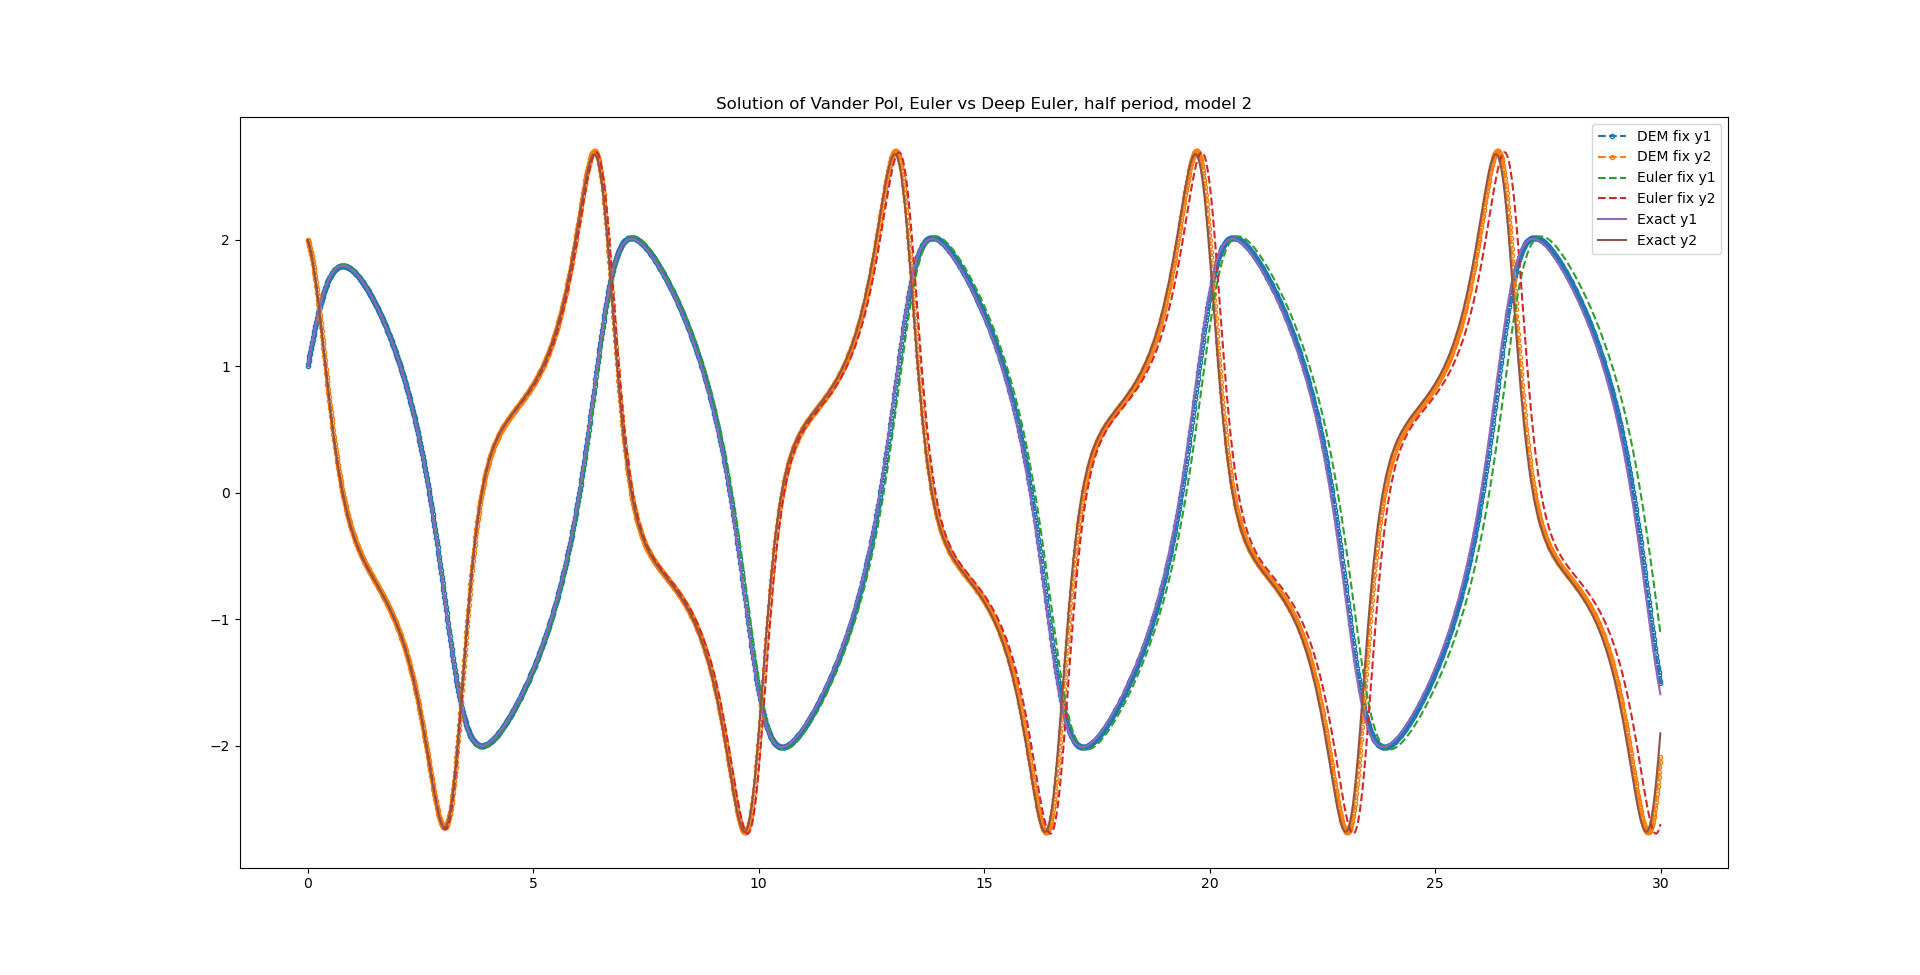 Solution of Vander Pol, Euler vs Deep Euler, half period, model 2
DEM fix y1
DEM fix y2
Euler fix y1
Euler fix y2
Exact y1
Exact y2
2
1
0
−1
−2
0 5 10 15 20 25 30